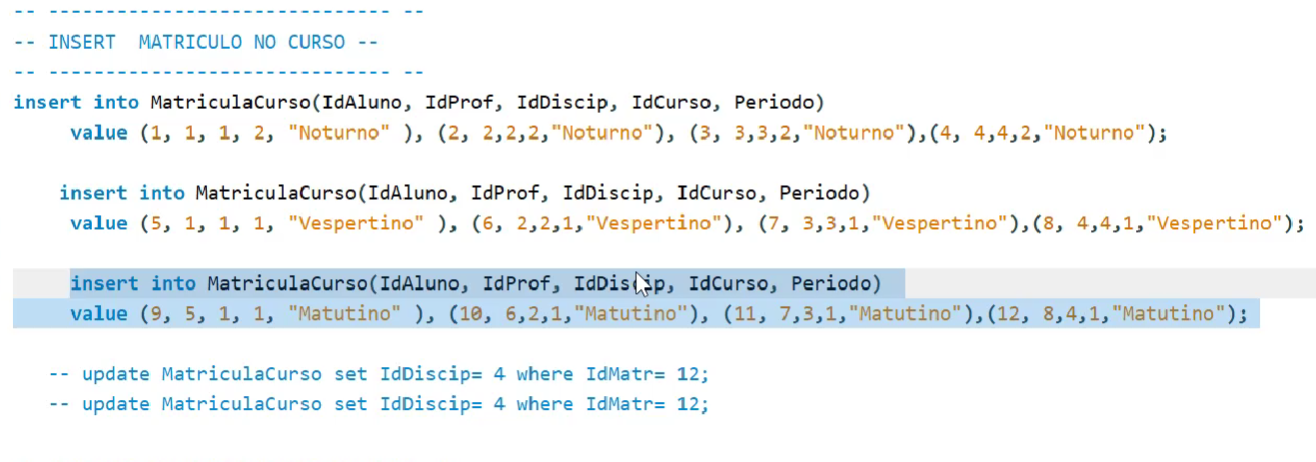 -- ------------------------------ --
-- INSERT  MATRICULO NO CURSO --
-- ------------------------------ --
insert into MatriculaCurso(IdAluno, IdProf, IdDiscip, IdCurso, Periodo)
value (1, 1, 1, 2, "Noturno" ), (2, 2,2,2,"Noturno"), (3, 3,3,2,"Noturno"),(4, 4,4,2,"Noturno");
insert into MatriculaCurso(IdAluno, IdProf, IdDiscip, IdCurso, Periodo)
value (5, 1, 1, 1, "Vespertino" ), (6, 2,2,1,"Vespertino"), (7, 3,3,1,"Vespertino"),(8, 4,4,1,"Vespertino");
insert into MatriculaCurso(IdAluno, IdProf, IdDiscip, IdCurso, Periodo)
value (9, 5, 1, 1, "Matutino" ), (10, 6,2,1,"Matutino"), (11, 7,3,1,"Matutino"),(12, 8,4,1,"Matutino");
-- update MatriculaCurso set IdDiscip= 4 where IdMatr= 12;
-- update MatriculaCurso set IdDiscip= 4 where IdMatr= 12;